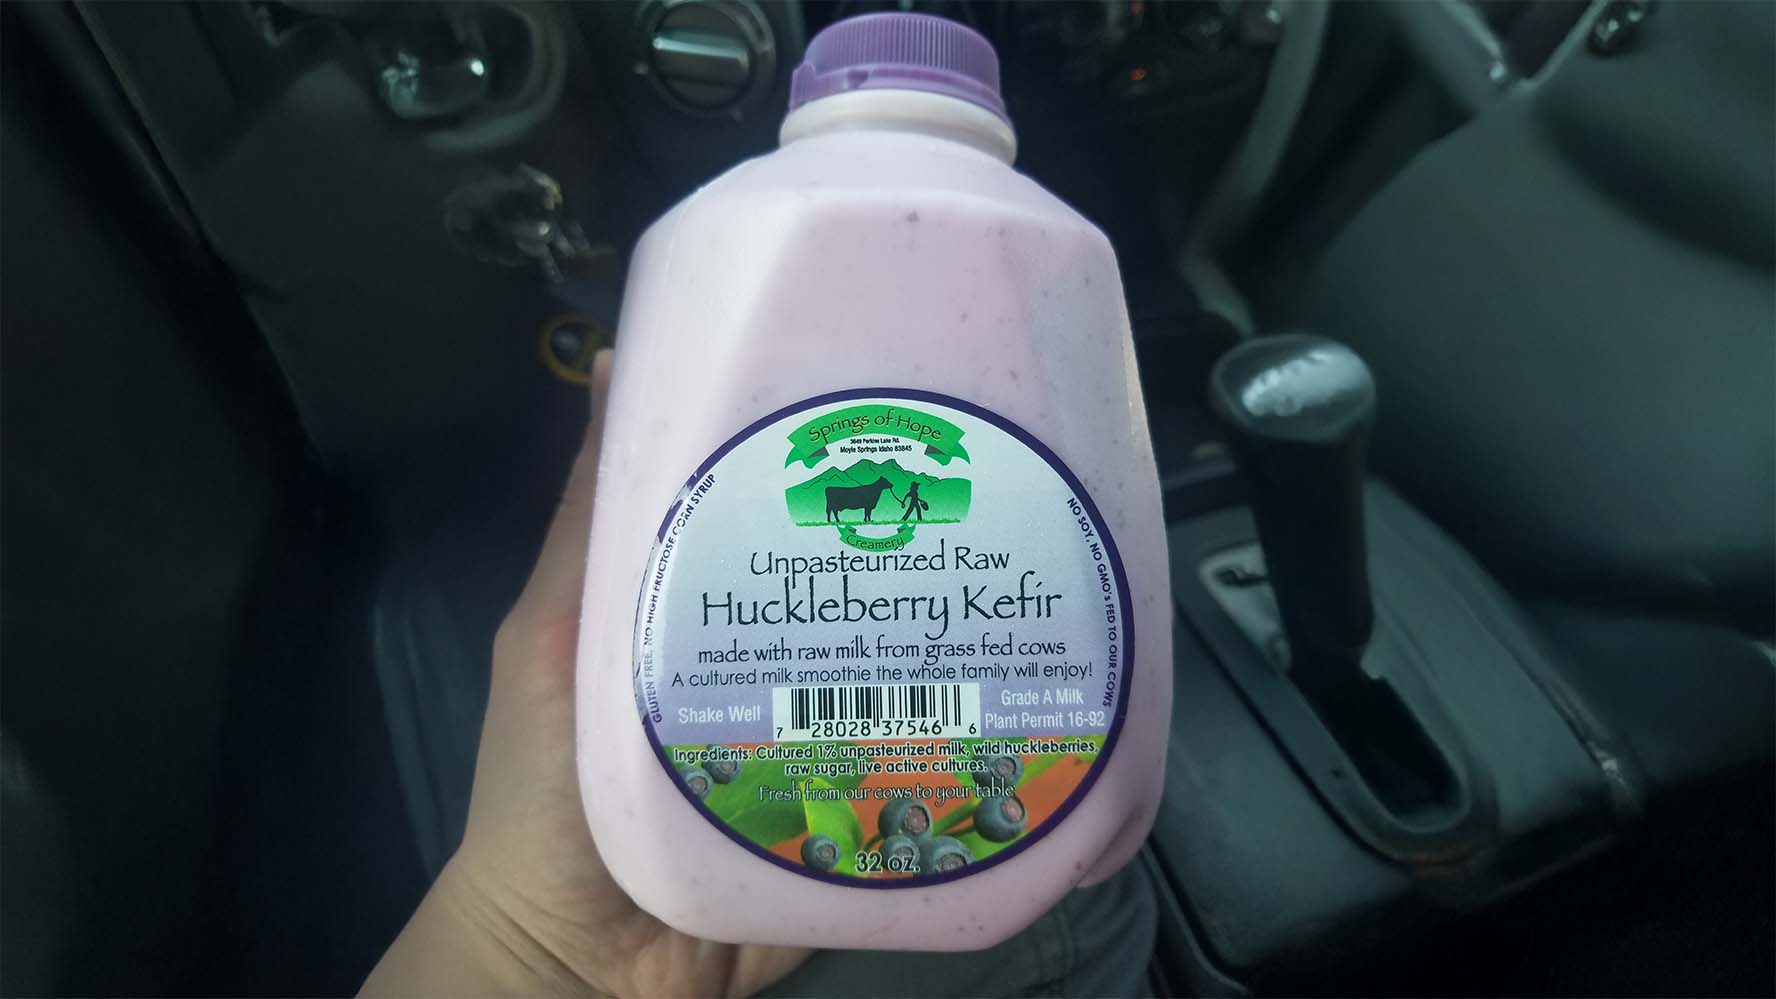 Springs of Hope
3649 Perkins Lake Rd.
Moyie Springs Idaho 83845
Creamery
Unpasteurized Raw
Huckleberry Kefir
made with raw milk from grass fed cows
A cultured milk smoothie the whole family will enjoy!
Shake Well
Grade A Milk
Plant Permit 16-92
7 28028 37546 6
Ingredients: Cultured 1% unpasteurized milk, wild huckleberries,
raw sugar, live active cultures.
Fresh from our cows to your table
32 oz.
GLUTEN FREE, NO HIGH FRUCTOSE CORN SYRUP
NO SOY, NO GMO's FED TO OUR COWS